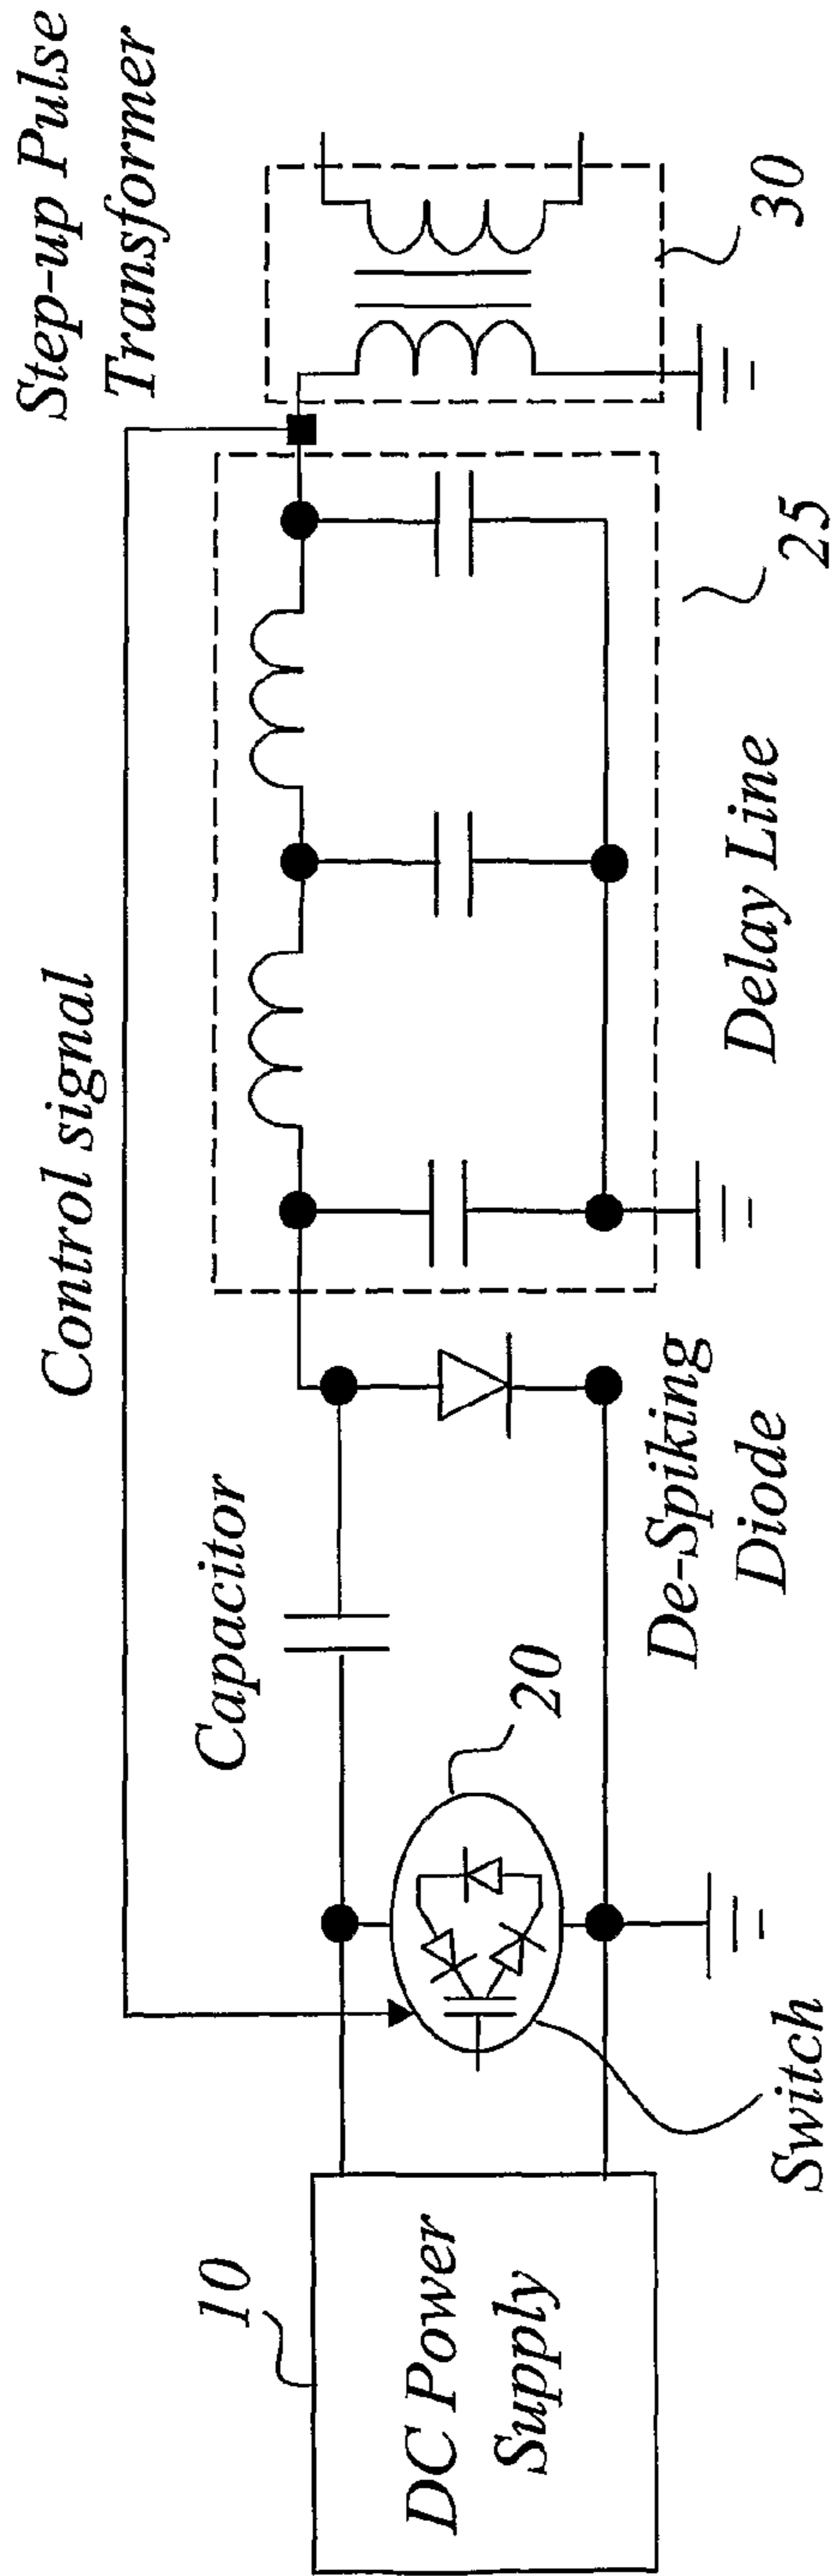 Step-up Pulse
Transformer
Control signal
Capacitor
10
DC Power
Supply
20
Switch
De-Spiking
Diode
Delay Line
25
30